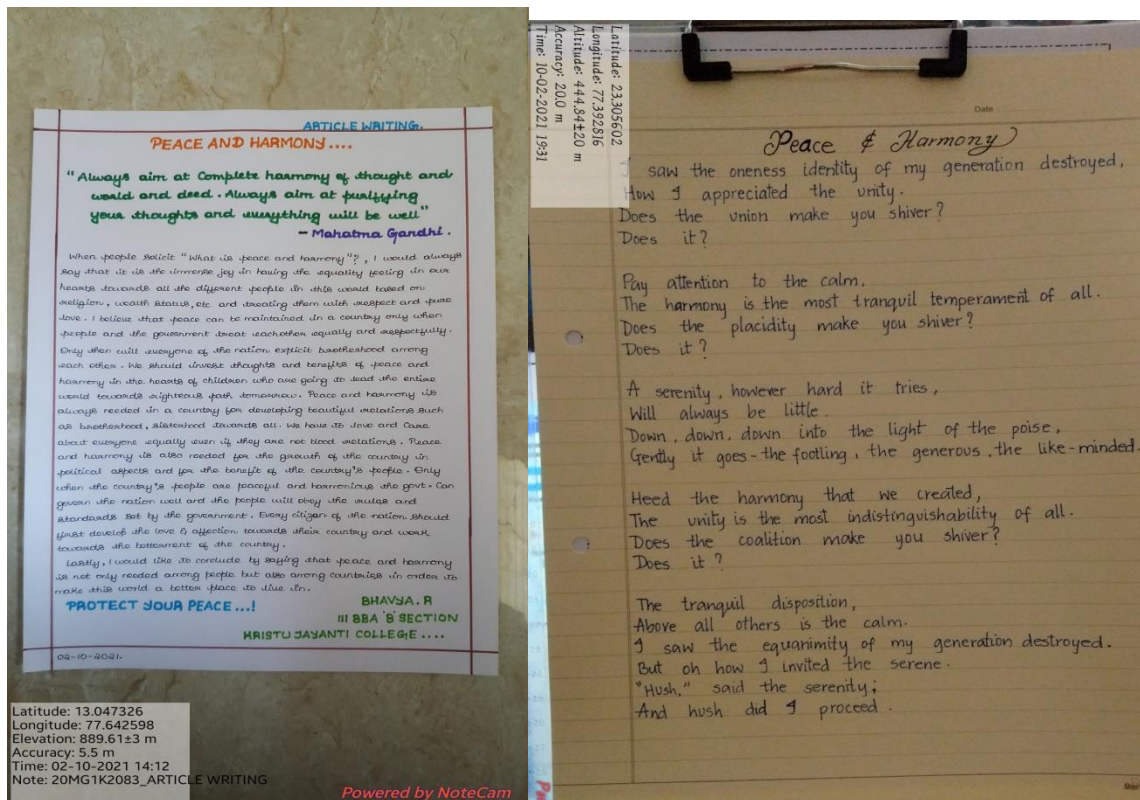 ARTICLE WRITING.
PEACE AND HARMONY....
"Always aim at Complete harmony of thought and
world and deed. Always aim at purifying
your thoughts and everything will be well"
- Mahatma Gandhi.
When people solicit "What is peace and harmony"?, I would always
say that it is the immense joy in having the equality feeling in our
hearts towards all the different people in this world based on
religion, wealth status, etc and treating them with respect and pure
love. I believe that peace can be maintained in a country only when
people and the government treat eachother equally and respectfully.
Only then will everyone of the nation explicit brotherhood among
each other. We should invest thoughts and benefits of peace and
harmony in the hearts of children who are going to lead the entire
world towards righteous path tomorrow. Peace and harmony is
always needed in a country for developing beautiful relations such
as brotherhood, sisterhood towards all. We have to love and Care
about everyone equally even if they are not blood relations. Peace
and harmony is also needed for the growth of the country in
political aspects and for the benefit of the country's people. Only
when the country's people are peaceful and harmonious the govt. Can
govern the nation well and the people will obey the rules and
standards set by the government. Every citizen of the nation should
first develop the love & affection towards their country and work
towards the betterment of the country.
Lastly, I would like to conclude by saying that peace and harmony
is not only needed among people but also among countries in order to
make this world a better place to live in.
PROTECT YOUR PEACE...!
BHAVYA. R
III BBA 'B' SECTION
KRISTU JAYANTI COLLEGE....
02-10-2021.
Latitude: 13.047326
Longitude: 77.642598
Elevation: 889.61±3 m
Accuracy: 5.5 m
Time: 02-10-2021 14:12
Note: 20MG1K2083_ARTICLE WRITING
Powered by NoteCam
Latitude: 23.305602
Longitude: 77.392816
Altitude: 444.84±20 m
Accuracy: 20.0 m
Time: 10-02-2021 19:31
Date
Peace & Harmony
I saw the oneness identity of my generation destroyed,
How I appreciated the unity.
Does the union make you shiver?
Does it?
Pay attention to the calm,
The harmony is the most tranquil temperament of all.
Does the placidity make you shiver?
Does it?
A serenity, however hard it tries,
Will always be little.
Down, down, down into the light of the poise,
Gently it goes - the footling, the generous, the like-minded.
Heed the harmony that we created,
The unity is the most indistinguishability of all.
Does the coalition make you shiver?
Does it?
The tranquil disposition,
Above all others is the calm.
I saw the equanimity of my generation destroyed.
But oh how I invited the serene.
"Hush," said the serenity;
And hush did I proceed.